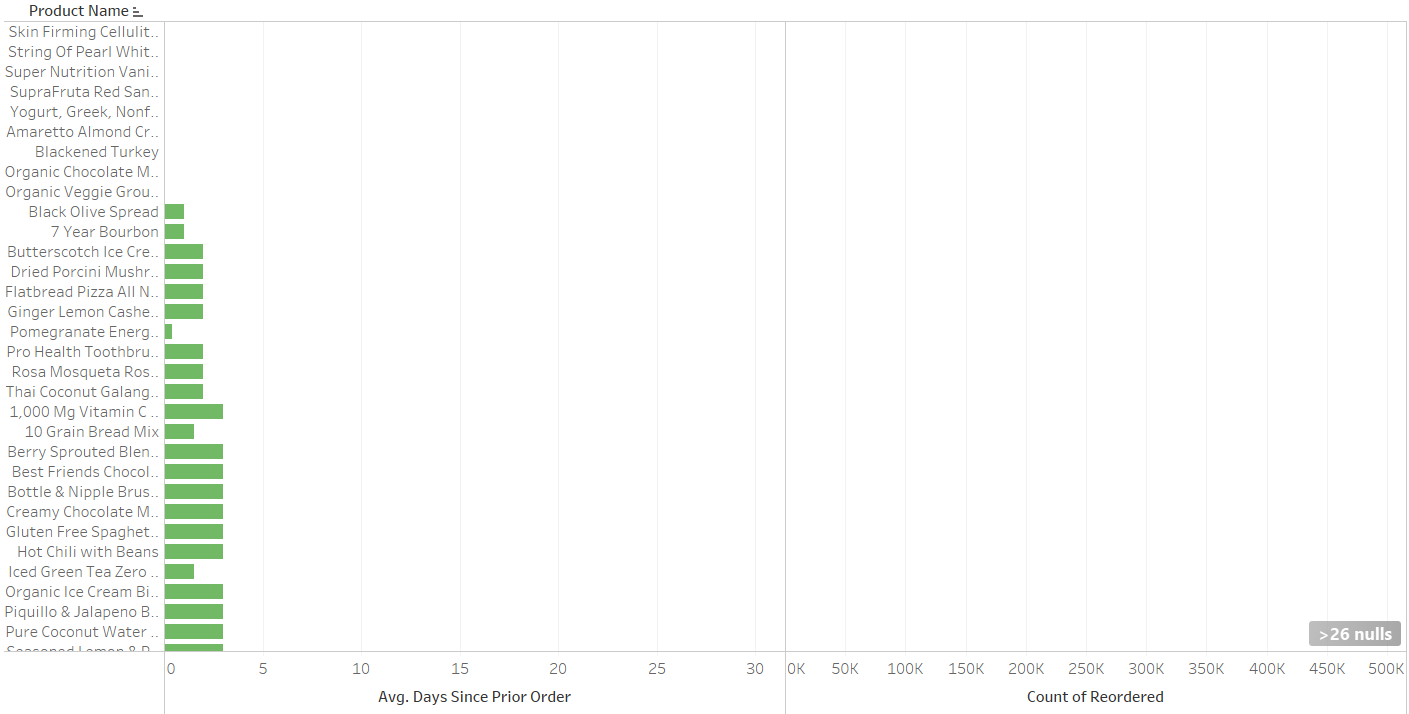 Product Name
Skin Firming Cellulit..
String Of Pearl Whit..
Super Nutrition Vani..
SupraFruta Red San..
Yogurt, Greek, Nonf..
Amaretto Almond Cr..
Blackened Turkey
Organic Chocolate M..
Organic Veggie Grou..
Black Olive Spread
7 Year Bourbon
Butterscotch Ice Cre..
Dried Porcini Mushr..
Flatbread Pizza All N..
Ginger Lemon Cashe..
Pomegranate Energ..
Pro Health Toothbru..
Rosa Mosqueta Ros..
Thai Coconut Galang..
1,000 Mg Vitamin C ..
10 Grain Bread Mix
Berry Sprouted Blen..
Best Friends Chocol..
Bottle & Nipple Brus..
Creamy Chocolate M..
Gluten Free Spaghet..
Hot Chili with Beans
Iced Green Tea Zero ..
Organic Ice Cream Bi..
Piquillo & Jalapeno B..
Pure Coconut Water ..
>26 nulls
0 5 10 15 20 25 30
0K 50K 100K 150K 200K 250K 300K 350K 400K 450K 500K
Avg. Days Since Prior Order
Count of Reordered